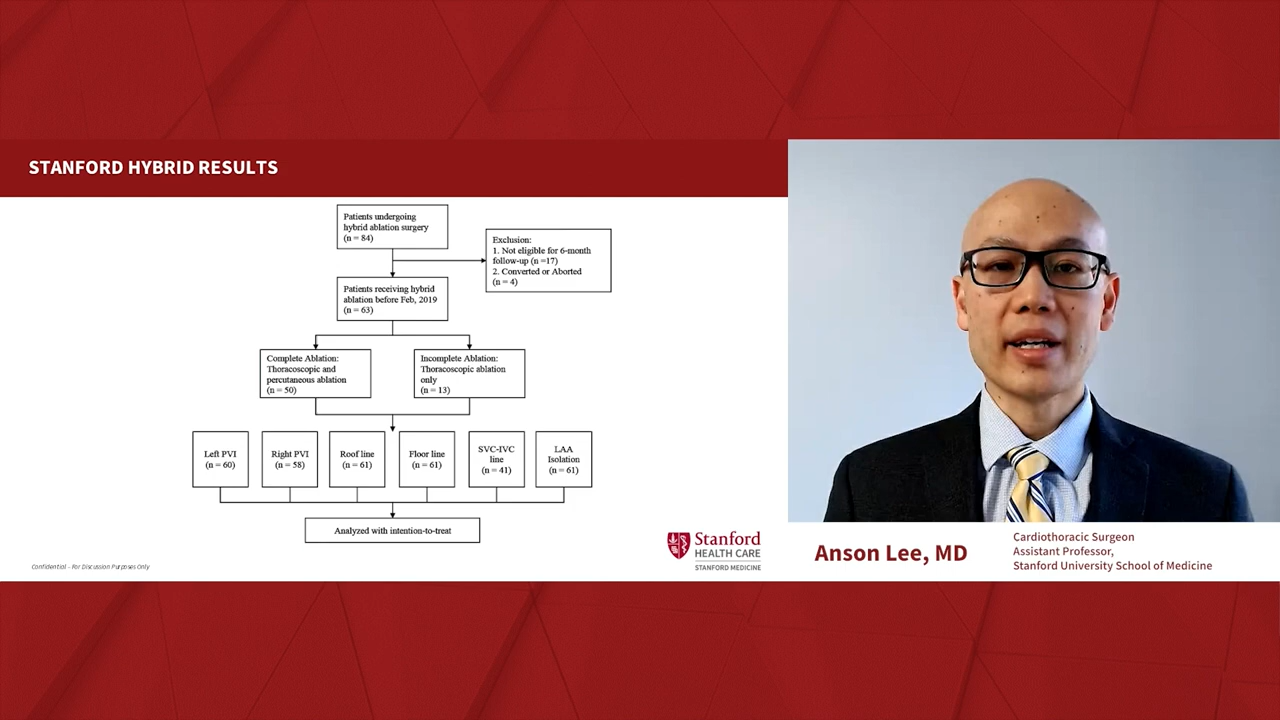 STANFORD HYBRID RESULTS
Patients undergoing
hybrid ablation surgery
(n = 84)
Exclusion:
1. Not eligible for 6-month
follow-up (n =17)
2. Converted or Aborted
(n = 4)
Patients receiving hybrid
ablation before Feb, 2019
(n = 63)
Complete Ablation:
Thoracoscopic and
percutaneous ablation
(n = 50)
Incomplete Ablation:
Thoracoscopic ablation
only
(n = 13)
Left PVI
(n = 60)
Right PVI
(n = 58)
Roof line
(n = 61)
Floor line
(n = 61)
SVC-IVC
line
(n = 41)
LAA
Isolation
(n = 61)
Analyzed with intention-to-treat
Confidential - For Discussion Purposes Only
Stanford
HEALTH CARE
STANFORD MEDICINE
Anson Lee, MD
Cardiothoracic Surgeon
Assistant Professor,
Stanford University School of Medicine